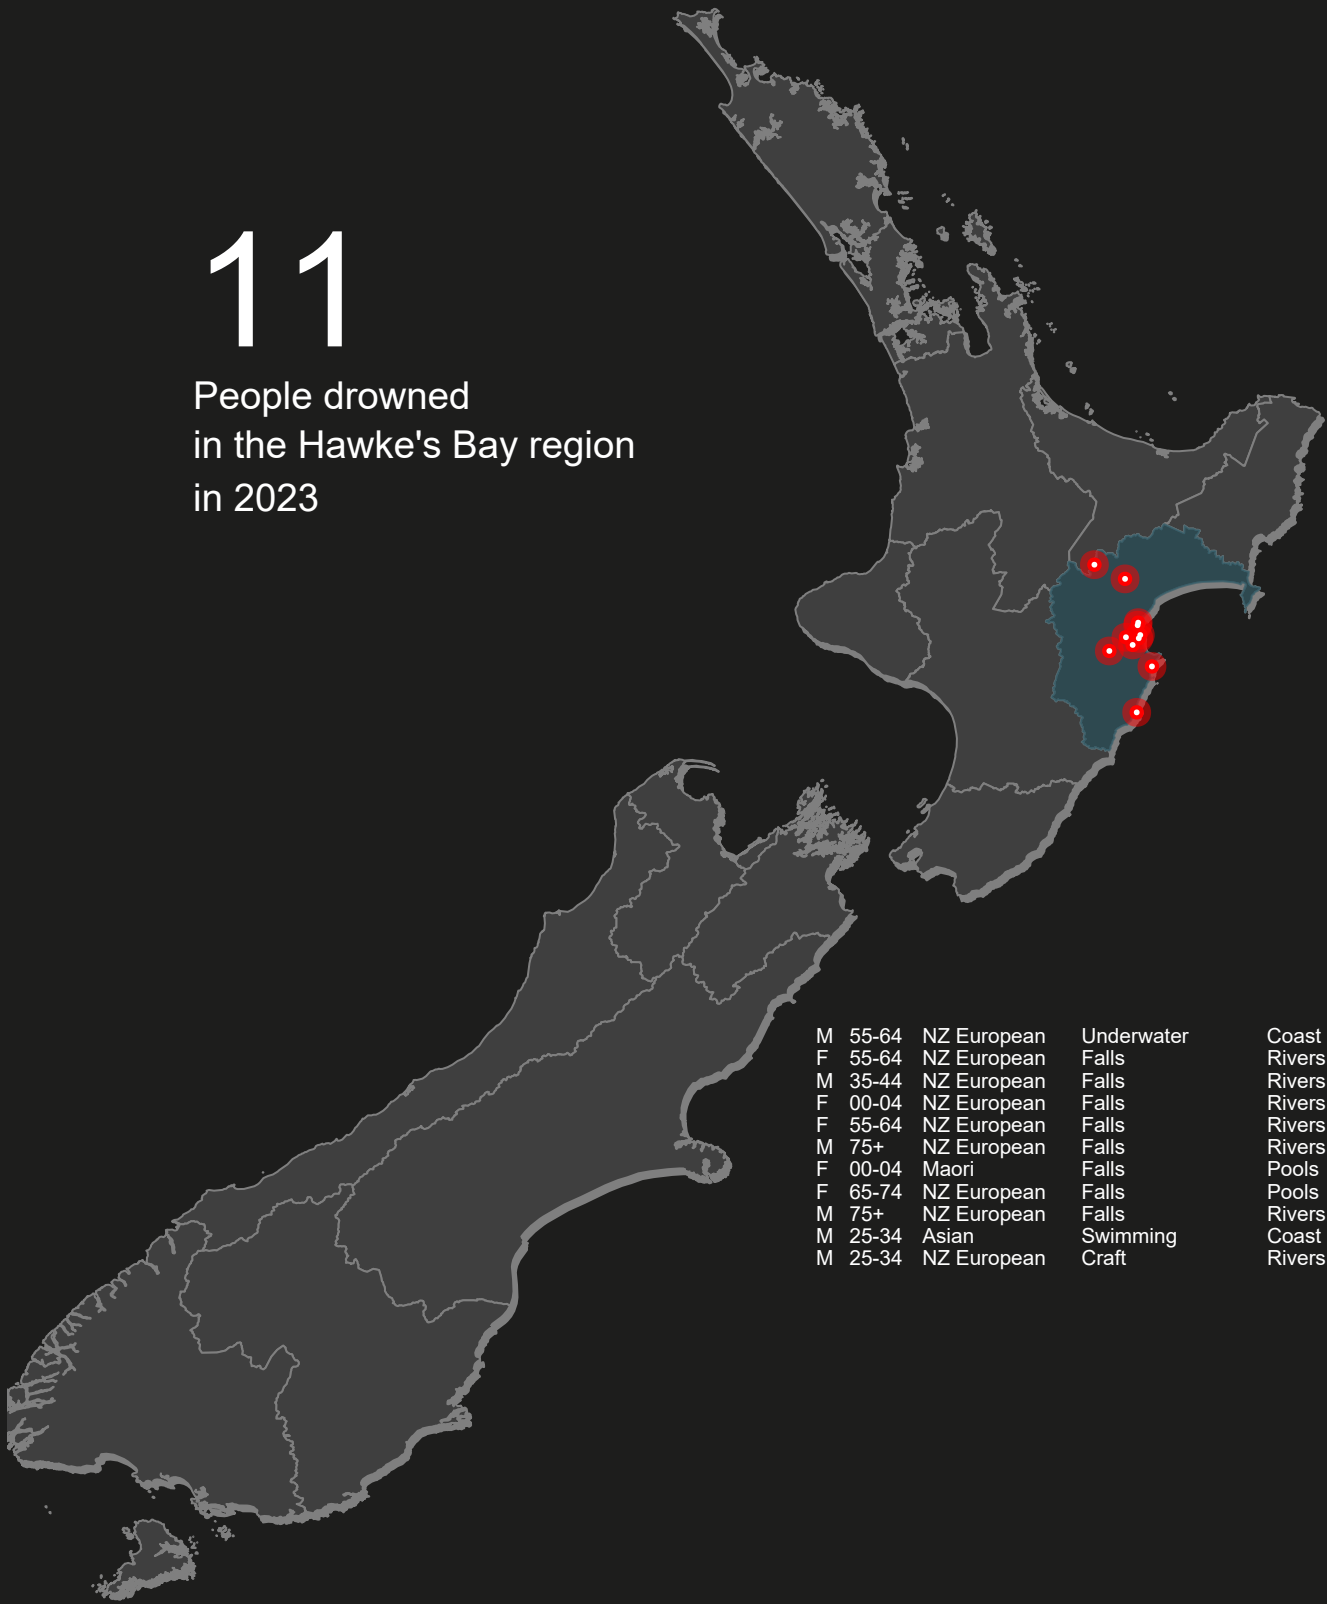 11
People drowned
in the Hawke's Bay region
in 2023
M 55-64 NZ European Underwater Coast
F 55-64 NZ European Falls Rivers
M 35-44 NZ European Falls Rivers
F 00-04 NZ European Falls Rivers
F 55-64 NZ European Falls Rivers
M 75+ NZ European Falls Rivers
F 00-04 Maori Falls Pools
F 65-74 NZ European Falls Pools
M 75+ NZ European Falls Rivers
M 25-34 Asian Swimming Coast
M 25-34 NZ European Craft Rivers